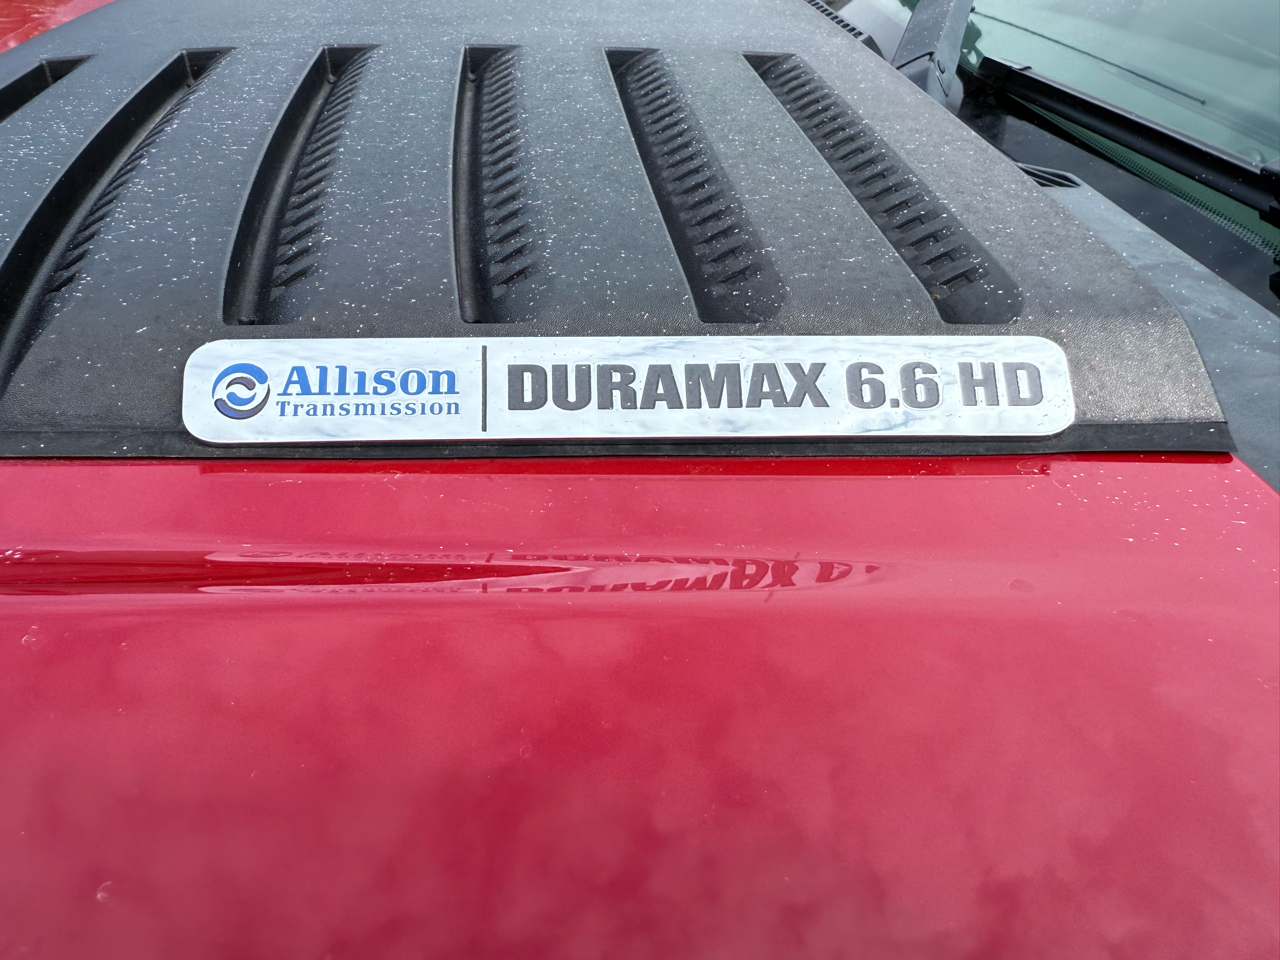 Allison
Transmission
DURAMAX 6.6 HD